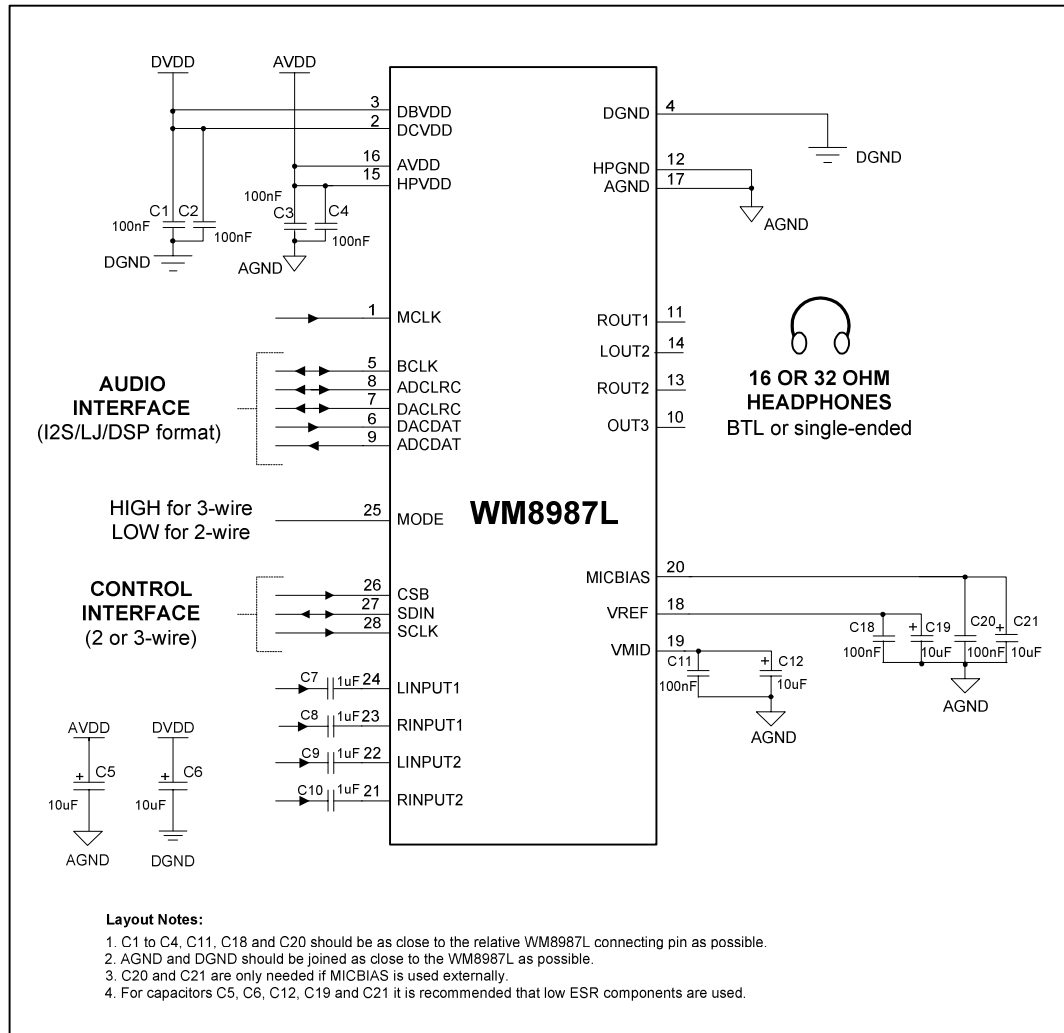 DVDD
AVDD
3 DBVDD
2 DCVDD
16 AVDD
15 HPVDD
100nF
C1 C2
100nF
100nF
C3 C4
100nF
DGND
AGND
DGND 4
DGND
HPGND 12
AGND 17
AGND
1 MCLK
AUDIO
INTERFACE
(I2S/LJ/DSP format)
5 BCLK
8 ADCLRC
7 DACLRC
6 DACDAT
9 ADCDAT
ROUT1 11
LOUT2 14
ROUT2 13
OUT3 10
16 OR 32 OHM
HEADPHONES
BTL or single-ended
HIGH for 3-wire
LOW for 2-wire
25 MODE
WM8987L
CONTROL
INTERFACE
(2 or 3-wire)
26 CSB
27 SDIN
28 SCLK
MICBIAS 20
VREF 18
VMID 19
C18
100nF
+ C19
10uF
C20
100nF
+ C21
10uF
AGND
C11
100nF
+ C12
10uF
AGND
C7 1uF 24 LINPUT1
C8 1uF 23 RINPUT1
C9 1uF 22 LINPUT2
C10 1uF 21 RINPUT2
AVDD
+ C5
10uF
AGND
DVDD
+ C6
10uF
DGND
Layout Notes:
1. C1 to C4, C11, C18 and C20 should be as close to the relative WM8987L connecting pin as possible.
2. AGND and DGND should be joined as close to the WM8987L as possible.
3. C20 and C21 are only needed if MICBIAS is used externally.
4. For capacitors C5, C6, C12, C19 and C21 it is recommended that low ESR components are used.